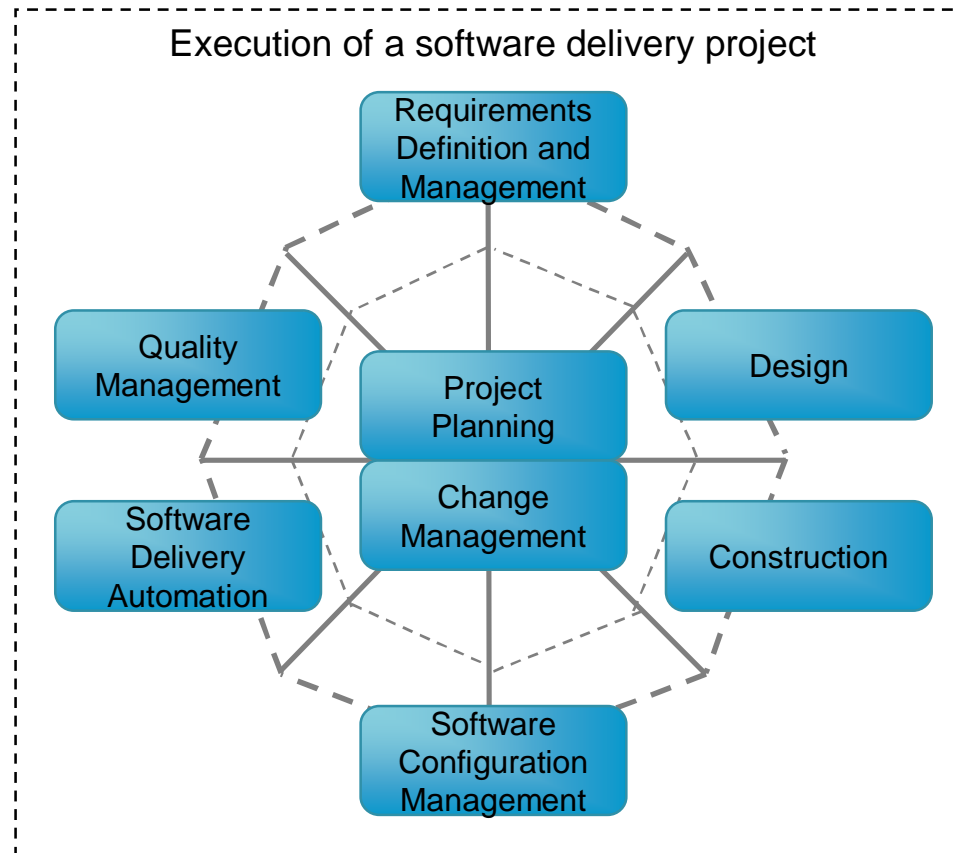 Execution of a software delivery project
Requirements
Definition and
Management
Quality
Management
Project
Planning
Design
Software
Delivery
Automation
Change
Management
Construction
Software
Configuration
Management